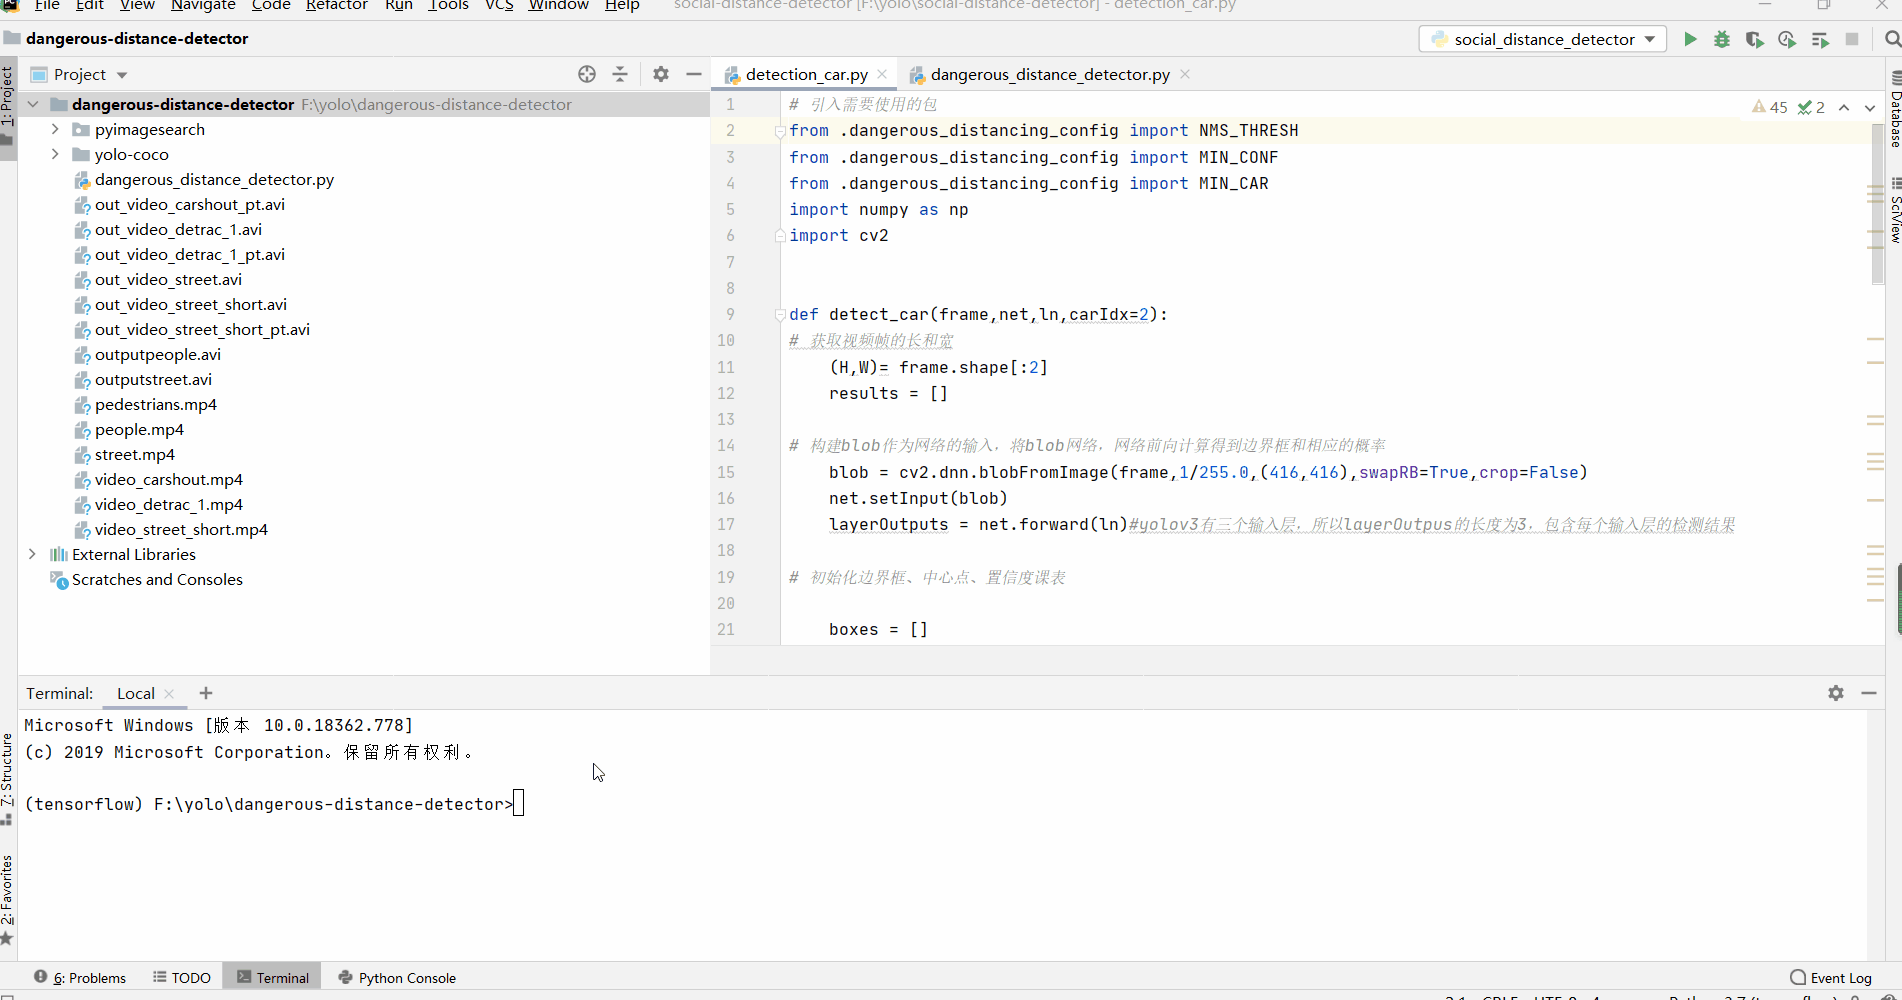 File Edit View Navigate Code Refactor Run Tools VCS Window Help social-distance-detector [F:\yolo\social-distance-detector] - detection_car.py
dangerous-distance-detector
social_distance_detector
1: Project
Project
dangerous-distance-detector F:\yolo\dangerous-distance-detector
pyimagesearch
yolo-coco
dangerous_distance_detector.py
out_video_carshout_pt.avi
out_video_detrac_1.avi
out_video_detrac_1_pt.avi
out_video_street.avi
out_video_street_short.avi
out_video_street_short_pt.avi
outputpeople.avi
outputstreet.avi
pedestrians.mp4
people.mp4
street.mp4
video_carshout.mp4
video_detrac_1.mp4
video_street_short.mp4
External Libraries
Scratches and Consoles
detection_car.py
dangerous_distance_detector.py
45 2
1 # 引入需要使用的包
2 from .dangerous_distancing_config import NMS_THRESH
3 from .dangerous_distancing_config import MIN_CONF
4 from .dangerous_distancing_config import MIN_CAR
5 import numpy as np
6 import cv2
7
8
9 def detect_car(frame,net,ln,carIdx=2):
10 # 获取视频帧的长和宽
11 (H,W)= frame.shape[:2]
12 results = []
13
14 # 构建blob作为网络的输入，将blob网络，网络前向计算得到边界框和相应的概率
15 blob = cv2.dnn.blobFromImage(frame,1/255.0,(416,416),swapRB=True,crop=False)
16 net.setInput(blob)
17 layerOutputs = net.forward(ln)#yolov3有三个输入层，所以layerOutpus的长度为3，包含每个输入层的检测结果
18
19 # 初始化边界框、中心点、置信度课表
20
21 boxes = []
Database
SciView
Terminal: Local
Microsoft Windows [版本 10.0.18362.778]
(c) 2019 Microsoft Corporation。保留所有权利。
(tensorflow) F:\yolo\dangerous-distance-detector>
7: Structure
2: Favorites
6: Problems TODO Terminal Python Console Event Log